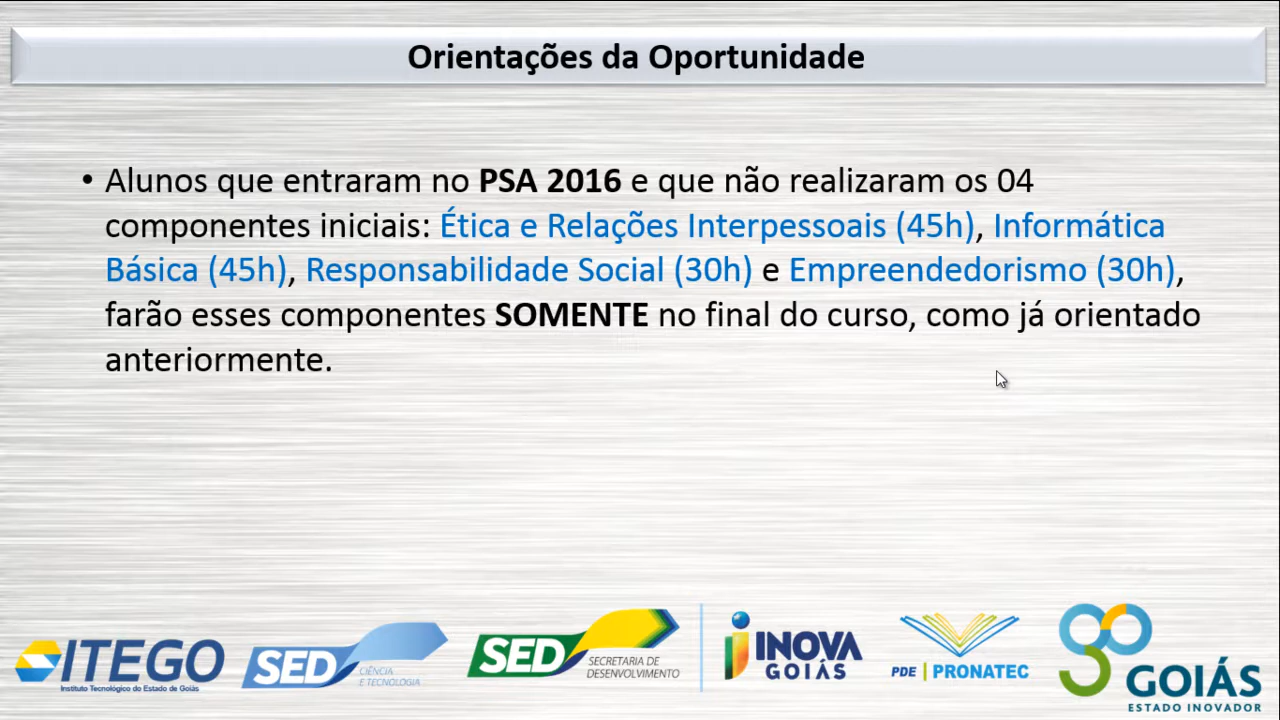 Orientações da Oportunidade
• Alunos que entraram no PSA 2016 e que não realizaram os 04
componentes iniciais: Ética e Relações Interpessoais (45h), Informática
Básica (45h), Responsabilidade Social (30h) e Empreendedorismo (30h),
farão esses componentes SOMENTE no final do curso, como já orientado
anteriormente.
ITEGO
Instituto Tecnológico do Estado de Goiás
SED
CIÊNCIA
E TECNOLOGIA
SED
SECRETARIA DE
DESENVOLVIMENTO
INOVA
GOIÁS
PDE | PRONATEC
GOIÁS
ESTADO INOVADOR